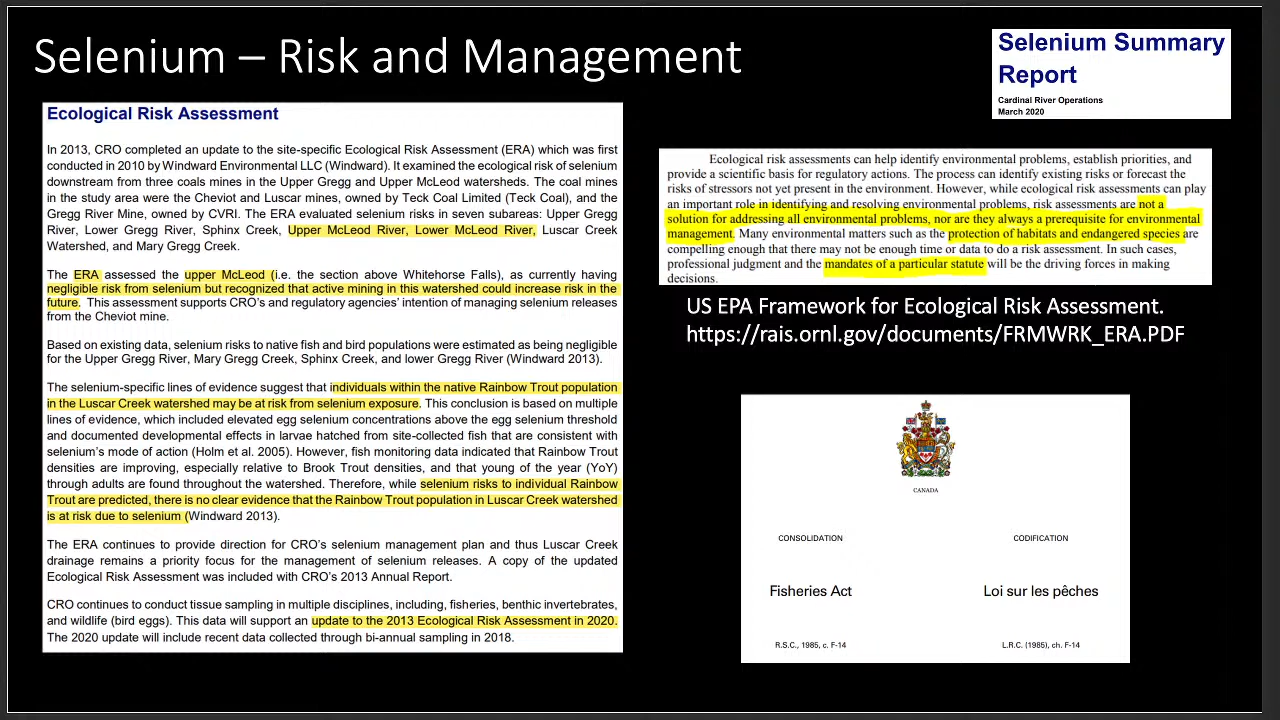 Selenium – Risk and Management
Selenium Summary
Report
Cardinal River Operations
March 2020
Ecological Risk Assessment
In 2013, CRO completed an update to the site-specific Ecological Risk Assessment (ERA) which was first
conducted in 2010 by Windward Environmental LLC (Windward). It examined the ecological risk of selenium
downstream from three coals mines in the Upper Gregg and Upper McLeod watersheds. The coal mines
in the study area were the Cheviot and Luscar mines, owned by Teck Coal Limited (Teck Coal), and the
Gregg River Mine, owned by CVRI. The ERA evaluated selenium risks in seven subareas: Upper Gregg
River, Lower Gregg River, Sphinx Creek, Upper McLeod River, Lower McLeod River, Luscar Creek
Watershed, and Mary Gregg Creek.
The ERA assessed the upper McLeod (i.e. the section above Whitehorse Falls), as currently having
negligible risk from selenium but recognized that active mining in this watershed could increase risk in the
future. This assessment supports CRO's and regulatory agencies' intention of managing selenium releases
from the Cheviot mine.
Based on existing data, selenium risks to native fish and bird populations were estimated as being negligible
for the Upper Gregg River, Mary Gregg Creek, Sphinx Creek, and lower Gregg River (Windward 2013).
The selenium-specific lines of evidence suggest that individuals within the native Rainbow Trout population
in the Luscar Creek watershed may be at risk from selenium exposure. This conclusion is based on multiple
lines of evidence, which included elevated egg selenium concentrations above the egg selenium threshold
and documented developmental effects in larvae hatched from site-collected fish that are consistent with
selenium's mode of action (Holm et al. 2005). However, fish monitoring data indicated that Rainbow Trout
densities are improving, especially relative to Brook Trout densities, and that young of the year (YoY)
through adults are found throughout the watershed. Therefore, while selenium risks to individual Rainbow
Trout are predicted, there is no clear evidence that the Rainbow Trout population in Luscar Creek watershed
is at risk due to selenium (Windward 2013).
The ERA continues to provide direction for CRO's selenium management plan and thus Luscar Creek
drainage remains a priority focus for the management of selenium releases. A copy of the updated
Ecological Risk Assessment was included with CRO's 2013 Annual Report.
CRO continues to conduct tissue sampling in multiple disciplines, including, fisheries, benthic invertebrates,
and wildlife (bird eggs). This data will support an update to the 2013 Ecological Risk Assessment in 2020.
The 2020 update will include recent data collected through bi-annual sampling in 2018.
Ecological risk assessments can help identify environmental problems, establish priorities, and
provide a scientific basis for regulatory actions. The process can identify existing risks or forecast the
risks of stressors not yet present in the environment. However, while ecological risk assessments can play
an important role in identifying and resolving environmental problems, risk assessments are not a
solution for addressing all environmental problems, nor are they always a prerequisite for environmental
management. Many environmental matters such as the protection of habitats and endangered species are
compelling enough that there may not be enough time or data to do a risk assessment. In such cases,
professional judgment and the mandates of a particular statute will be the driving forces in making
decisions.
US EPA Framework for Ecological Risk Assessment.
https://rais.ornl.gov/documents/FRMWRK_ERA.PDF
CANADA
CONSOLIDATION
CODIFICATION
Fisheries Act
Loi sur les pêches
R.S.C., 1985, c. F-14
L.R.C. (1985), ch. F-14